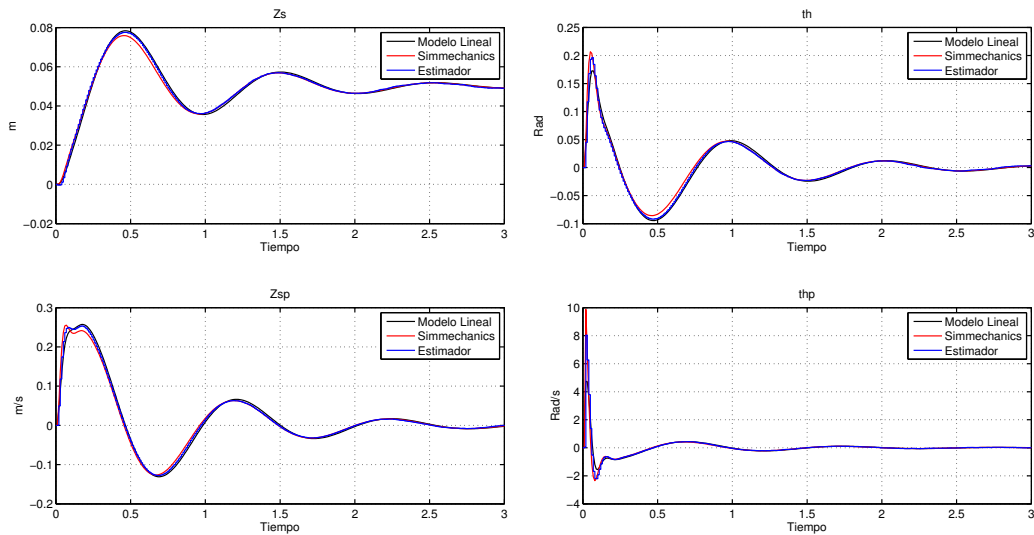 Zs
0.08
0.06
0.04
0.02
0
−0.02
m
0
0.5
1
1.5
2
2.5
3
Tiempo
Modelo Lineal
Simmechanics
Estimador
th
0.25
0.2
0.15
0.1
0.05
0
−0.05
−0.1
Rad
0
0.5
1
1.5
2
2.5
3
Tiempo
Modelo Lineal
Simmechanics
Estimador
Zsp
0.3
0.2
0.1
0
−0.1
−0.2
m/s
0
0.5
1
1.5
2
2.5
3
Tiempo
Modelo Lineal
Simmechanics
Estimador
thp
10
8
6
4
2
0
−2
−4
Rad/s
0
0.5
1
1.5
2
2.5
3
Tiempo
Modelo Lineal
Simmechanics
Estimador